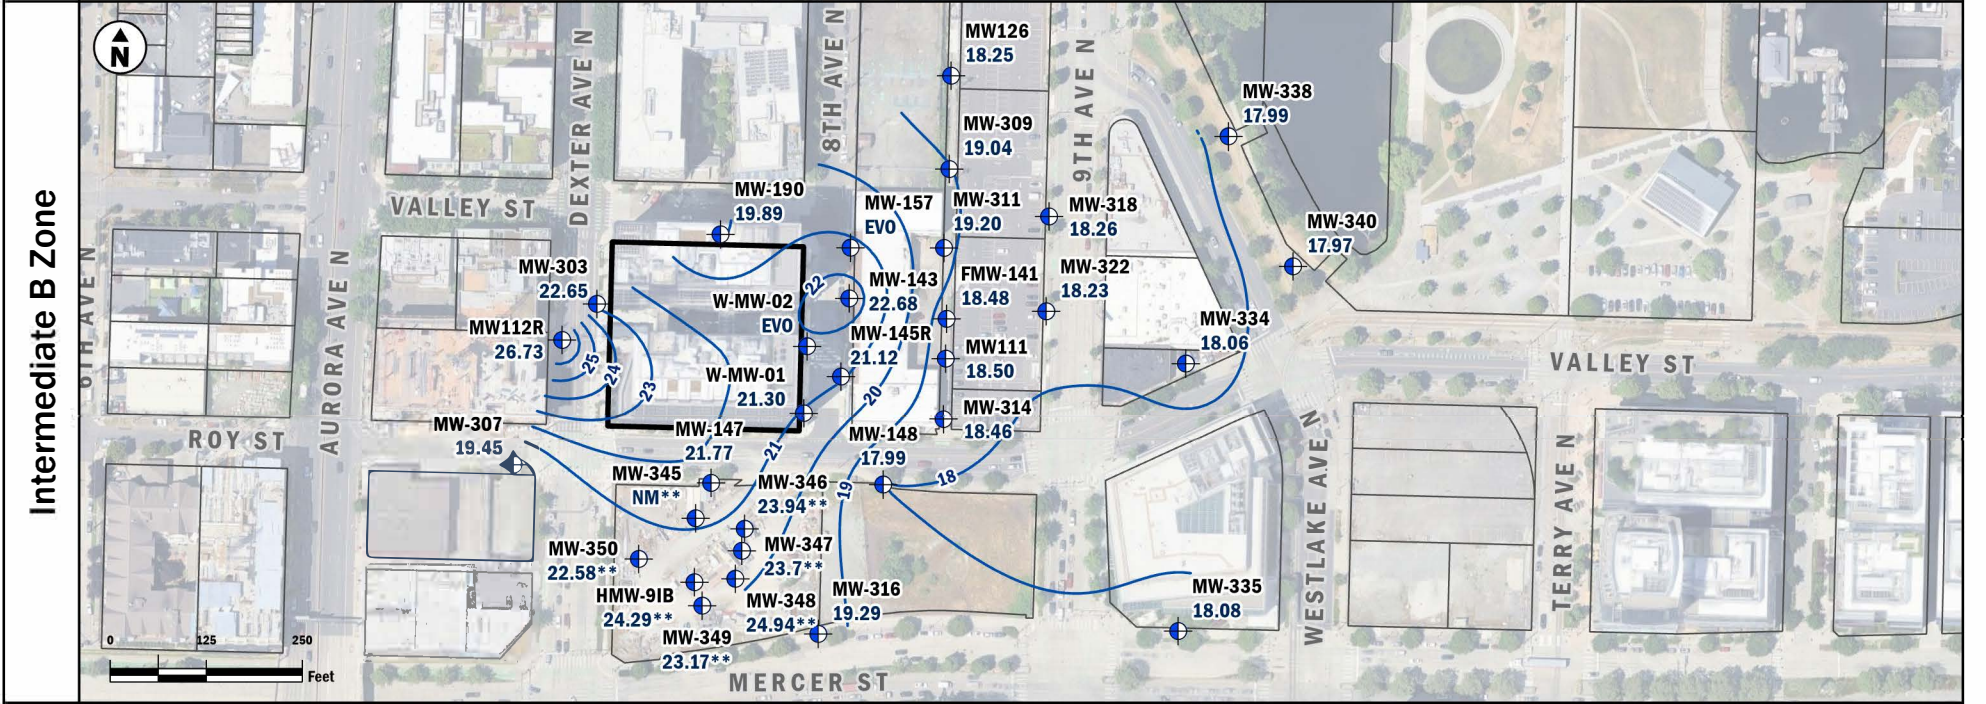 Intermediate B Zone
N
DEXTER AVE N
8TH AVE N
9TH AVE N
6TH AVE N
AURORA AVE N
WESTLAKE AVE N
TERRY AVE N
VALLEY ST
VALLEY ST
ROY ST
MERCER ST
MW126
18.25
MW-338
17.99
MW-309
19.04
MW-190
19.89
MW-157
EVO
MW-311
19.20
MW-318
18.26
MW-340
17.97
MW-303
22.65
MW-143
22.68
FMW-141
18.48
MW-322
18.23
W-MW-02
EVO
MW112R
26.73
MW-145R
21.12
MW111
18.50
MW-334
18.06
W-MW-01
21.30
MW-307
19.45
MW-147
21.77
MW-148
17.99
MW-314
18.46
MW-345
NM**
MW-346
23.94**
MW-350
22.58**
MW-347
23.7**
HMW-9IB
24.29**
MW-348
24.94**
MW-316
19.29
MW-335
18.08
MW-349
23.17**
22
25
24
23
20
21
19
18
0 125 250
Feet